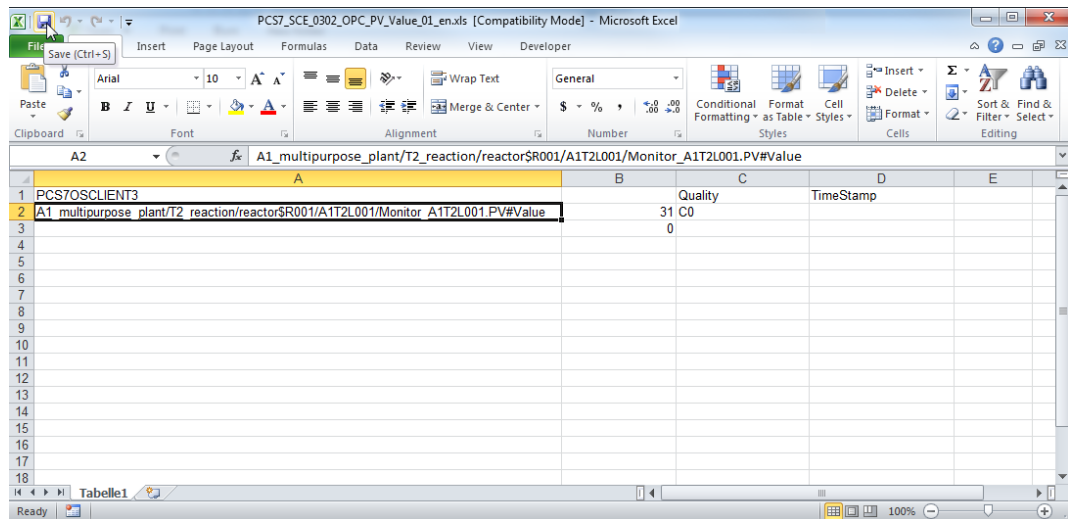 PCS7_SCE_0302_OPC_PV_Value_01_en.xls [Compatibility Mode] - Microsoft Excel
File Insert Page Layout Formulas Data Review View Developer
Save (Ctrl+S)
Arial 10 Wrap Text General Insert Σ
Paste B I U Merge & Center $ % , Conditional Formatting Format as Table Cell Styles Delete Format Sort & Filter Find & Select
Clipboard Font Alignment Number Styles Cells Editing
A2 fx A1_multipurpose_plant/T2_reaction/reactor$R001/A1T2L001/Monitor_A1T2L001.PV#Value
A B C D E
1 PCS7OSCLIENT3 Quality TimeStamp
2 A1_multipurpose_plant/T2_reaction/reactor$R001/A1T2L001/Monitor_A1T2L001.PV#Value 31 C0
3 0
4
5
6
7
8
9
10
11
12
13
14
15
16
17
18
Tabelle1
Ready 100%